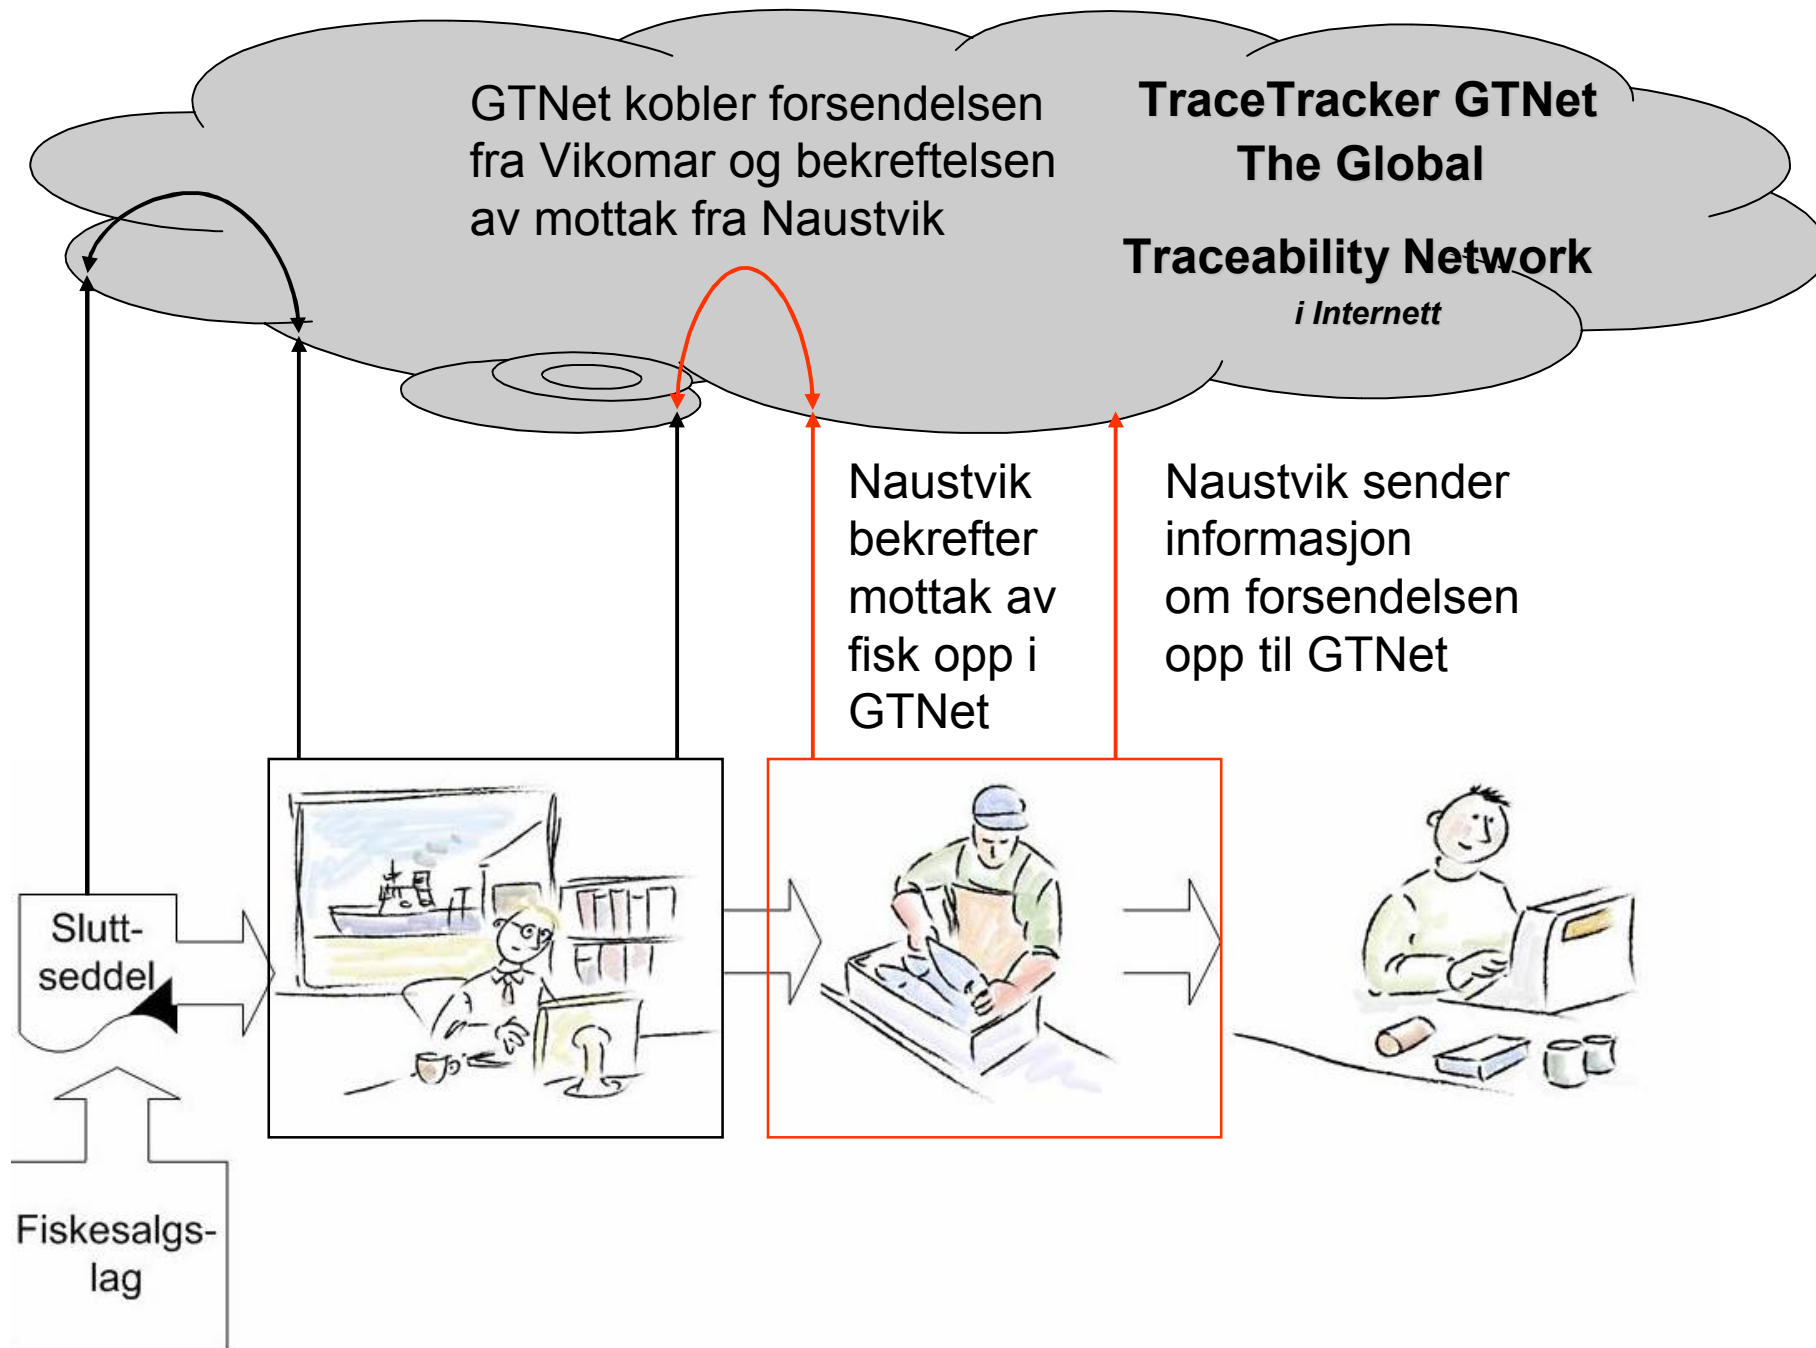 GTNet kobler forsendelsen
fra Vikomar og bekreftelsen
av mottak fra Naustvik
TraceTracker GTNet
The Global
Traceability Network
i Internett
Naustvik
bekrefter
mottak av
fisk opp i
GTNet
Naustvik sender
informasjon
om forsendelsen
opp til GTNet
Slutt-
seddel
Fiskesalgs-
lag